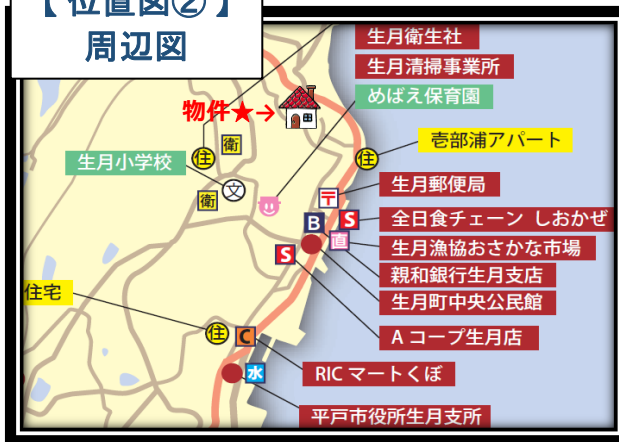 【 位置図② 】
周辺図
生月衛生社
生月清掃事業所
めばえ保育園
物件★→
壱部浦アパート
住
衛
住
生月小学校
文
衛
生月郵便局
〒
S
全日食チェーン しおかぜ
B
直
生月漁協おさかな市場
S
親和銀行生月支店
生月町中央公民館
住宅
A コープ生月店
住
C
RIC マートくぼ
水
平戸市役所生月支所